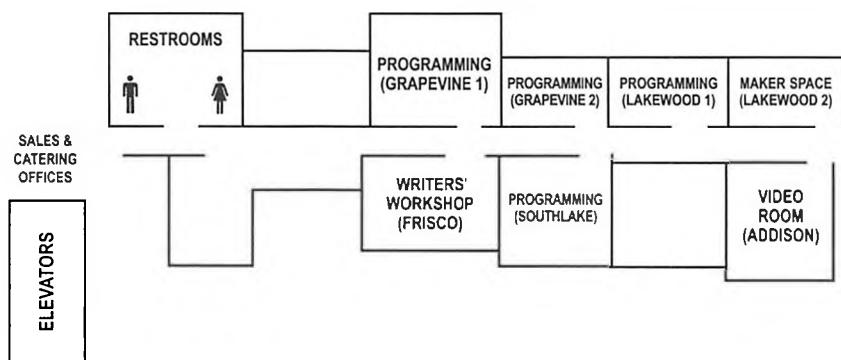 RESTROOMS
PROGRAMMING
(GRAPEVINE 1)
PROGRAMMING
(GRAPEVINE 2)
PROGRAMMING
(LAKEWOOD 1)
MAKER SPACE
(LAKEWOOD 2)
SALES &
CATERING
OFFICES
WRITERS'
WORKSHOP
(FRISCO)
PROGRAMMING
(SOUTHLAKE)
VIDEO
ROOM
(ADDISON)
ELEVATORS